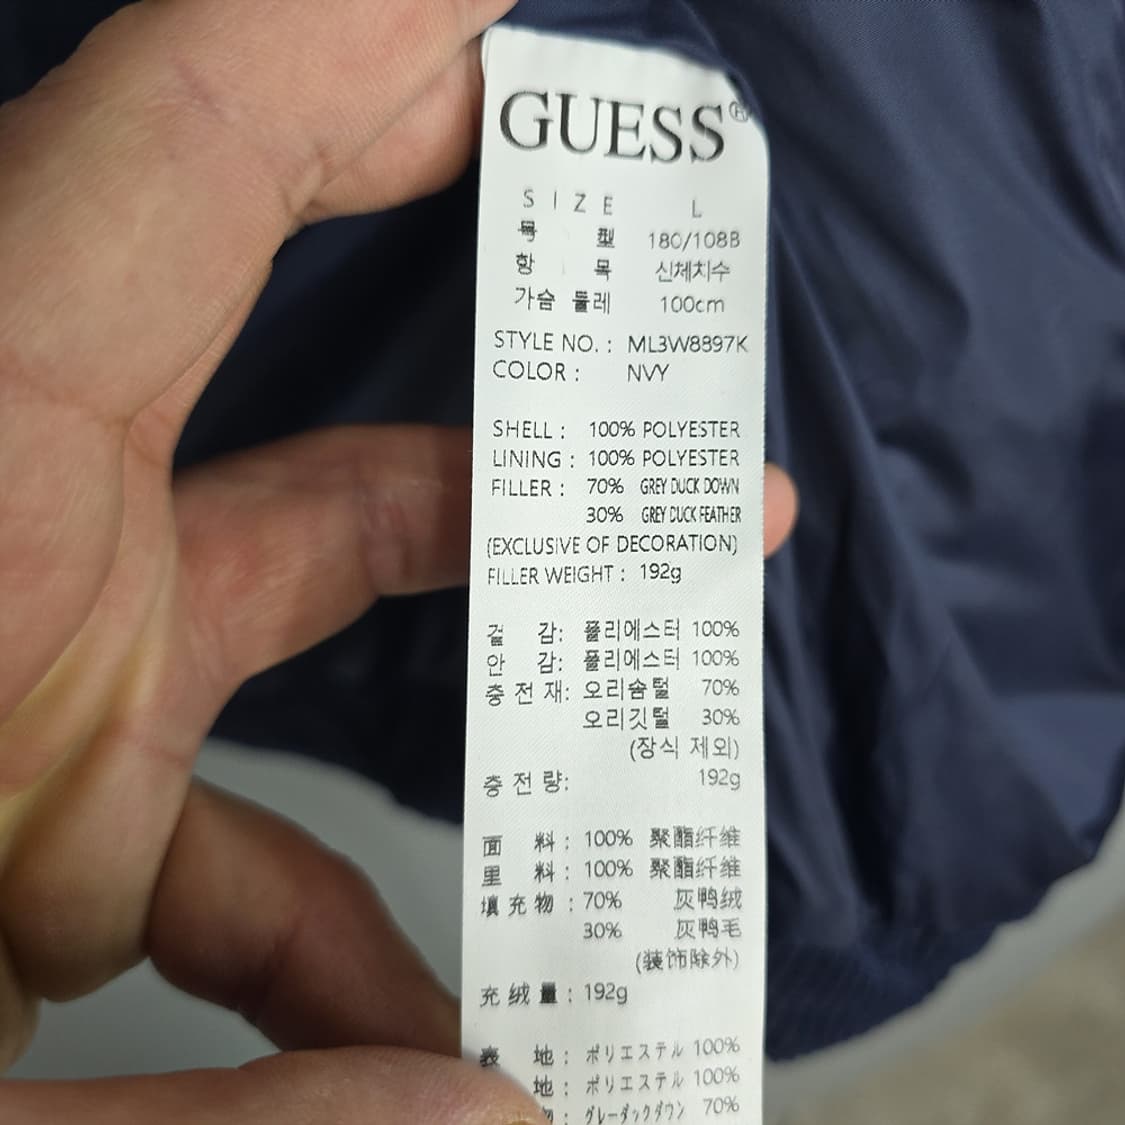 GUESS®
SIZE L
号型 180/108B
항목 신체치수
가슴둘레 100cm
STYLE NO. : ML3W8897K
COLOR : NVY
SHELL : 100% POLYESTER
LINING : 100% POLYESTER
FILLER : 70% GREY DUCK DOWN
30% GREY DUCK FEATHER
(EXCLUSIVE OF DECORATION)
FILLER WEIGHT : 192g
겉감: 폴리에스터 100%
안감: 폴리에스터 100%
충전재: 오리솜털 70%
오리깃털 30%
(장식 제외)
충전량: 192g
面料 : 100% 聚酯纤维
里料 : 100% 聚酯纤维
填充物 : 70% 灰鸭绒
30% 灰鸭毛
(装饰除外)
充绒量 : 192g
表地 : ポリエステル 100%
地 : ポリエステル 100%
: グレーダックダウン 70%